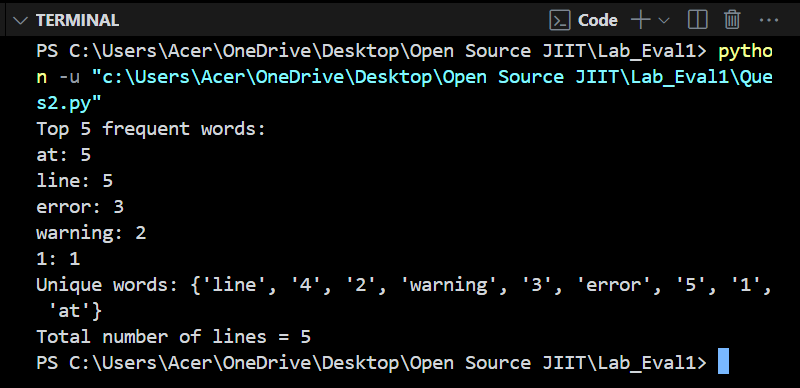 TERMINAL
Code
PS C:\Users\Acer\OneDrive\Desktop\Open Source JIIT\Lab_Eval1> pytho
n -u "c:\Users\Acer\OneDrive\Desktop\Open Source JIIT\Lab_Eval1\Que
s2.py"
Top 5 frequent words:
at: 5
line: 5
error: 3
warning: 2
1: 1
Unique words: {'line', '4', '2', 'warning', '3', 'error', '5', '1',
 'at'}
Total number of lines = 5
PS C:\Users\Acer\OneDrive\Desktop\Open Source JIIT\Lab_Eval1>